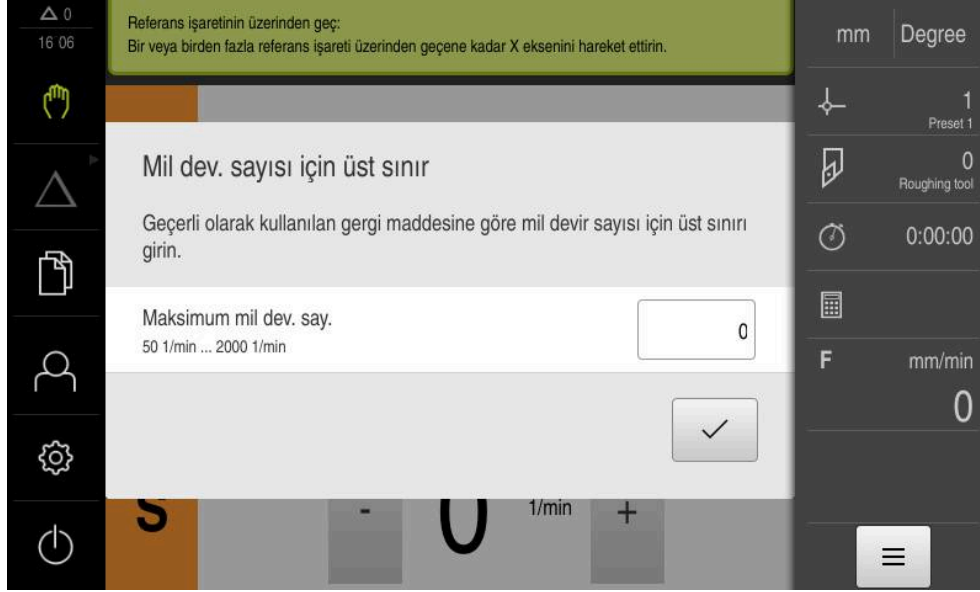 0
16 06
Referans işaretinin üzerinden geç:
Bir veya birden fazla referans işareti üzerinden geçene kadar X eksenini hareket ettirin.
mm Degree
1
Preset 1
0
Roughing tool
0:00:00
F mm/min
0
Mil dev. sayısı için üst sınır
Geçerli olarak kullanılan gergi maddesine göre mil devir sayısı için üst sınırı
girin.
Maksimum mil dev. say.
50 1/min ... 2000 1/min
0
S - 0 1/min +